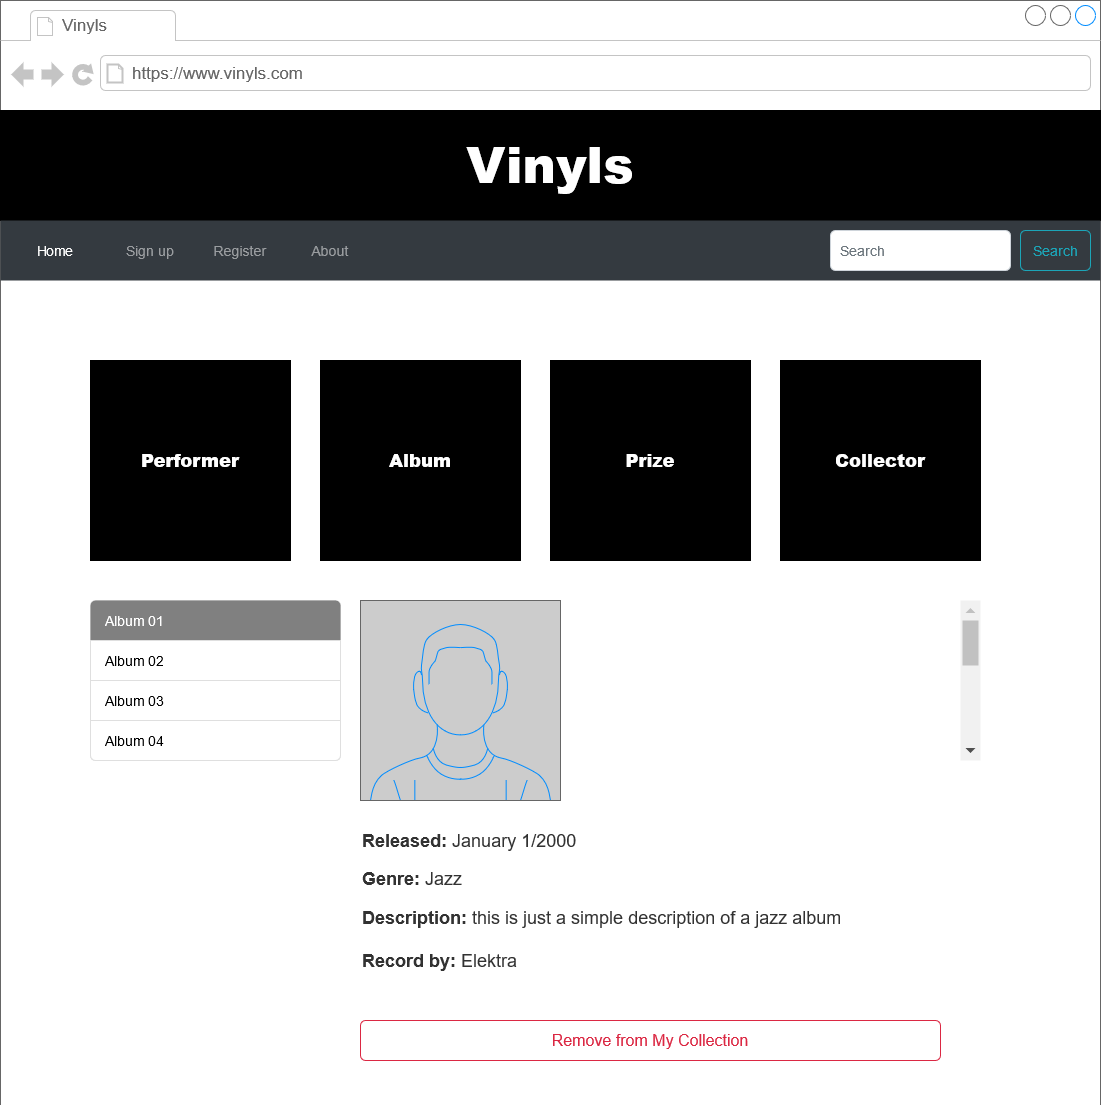 Vinyls
https://www.vinyls.com
Vinyls
Home Sign up Register About Search Search
Performer Album Prize Collector
Album 01
Album 02
Album 03
Album 04
Released: January 1/2000
Genre: Jazz
Description: this is just a simple description of a jazz album
Record by: Elektra
Remove from My Collection